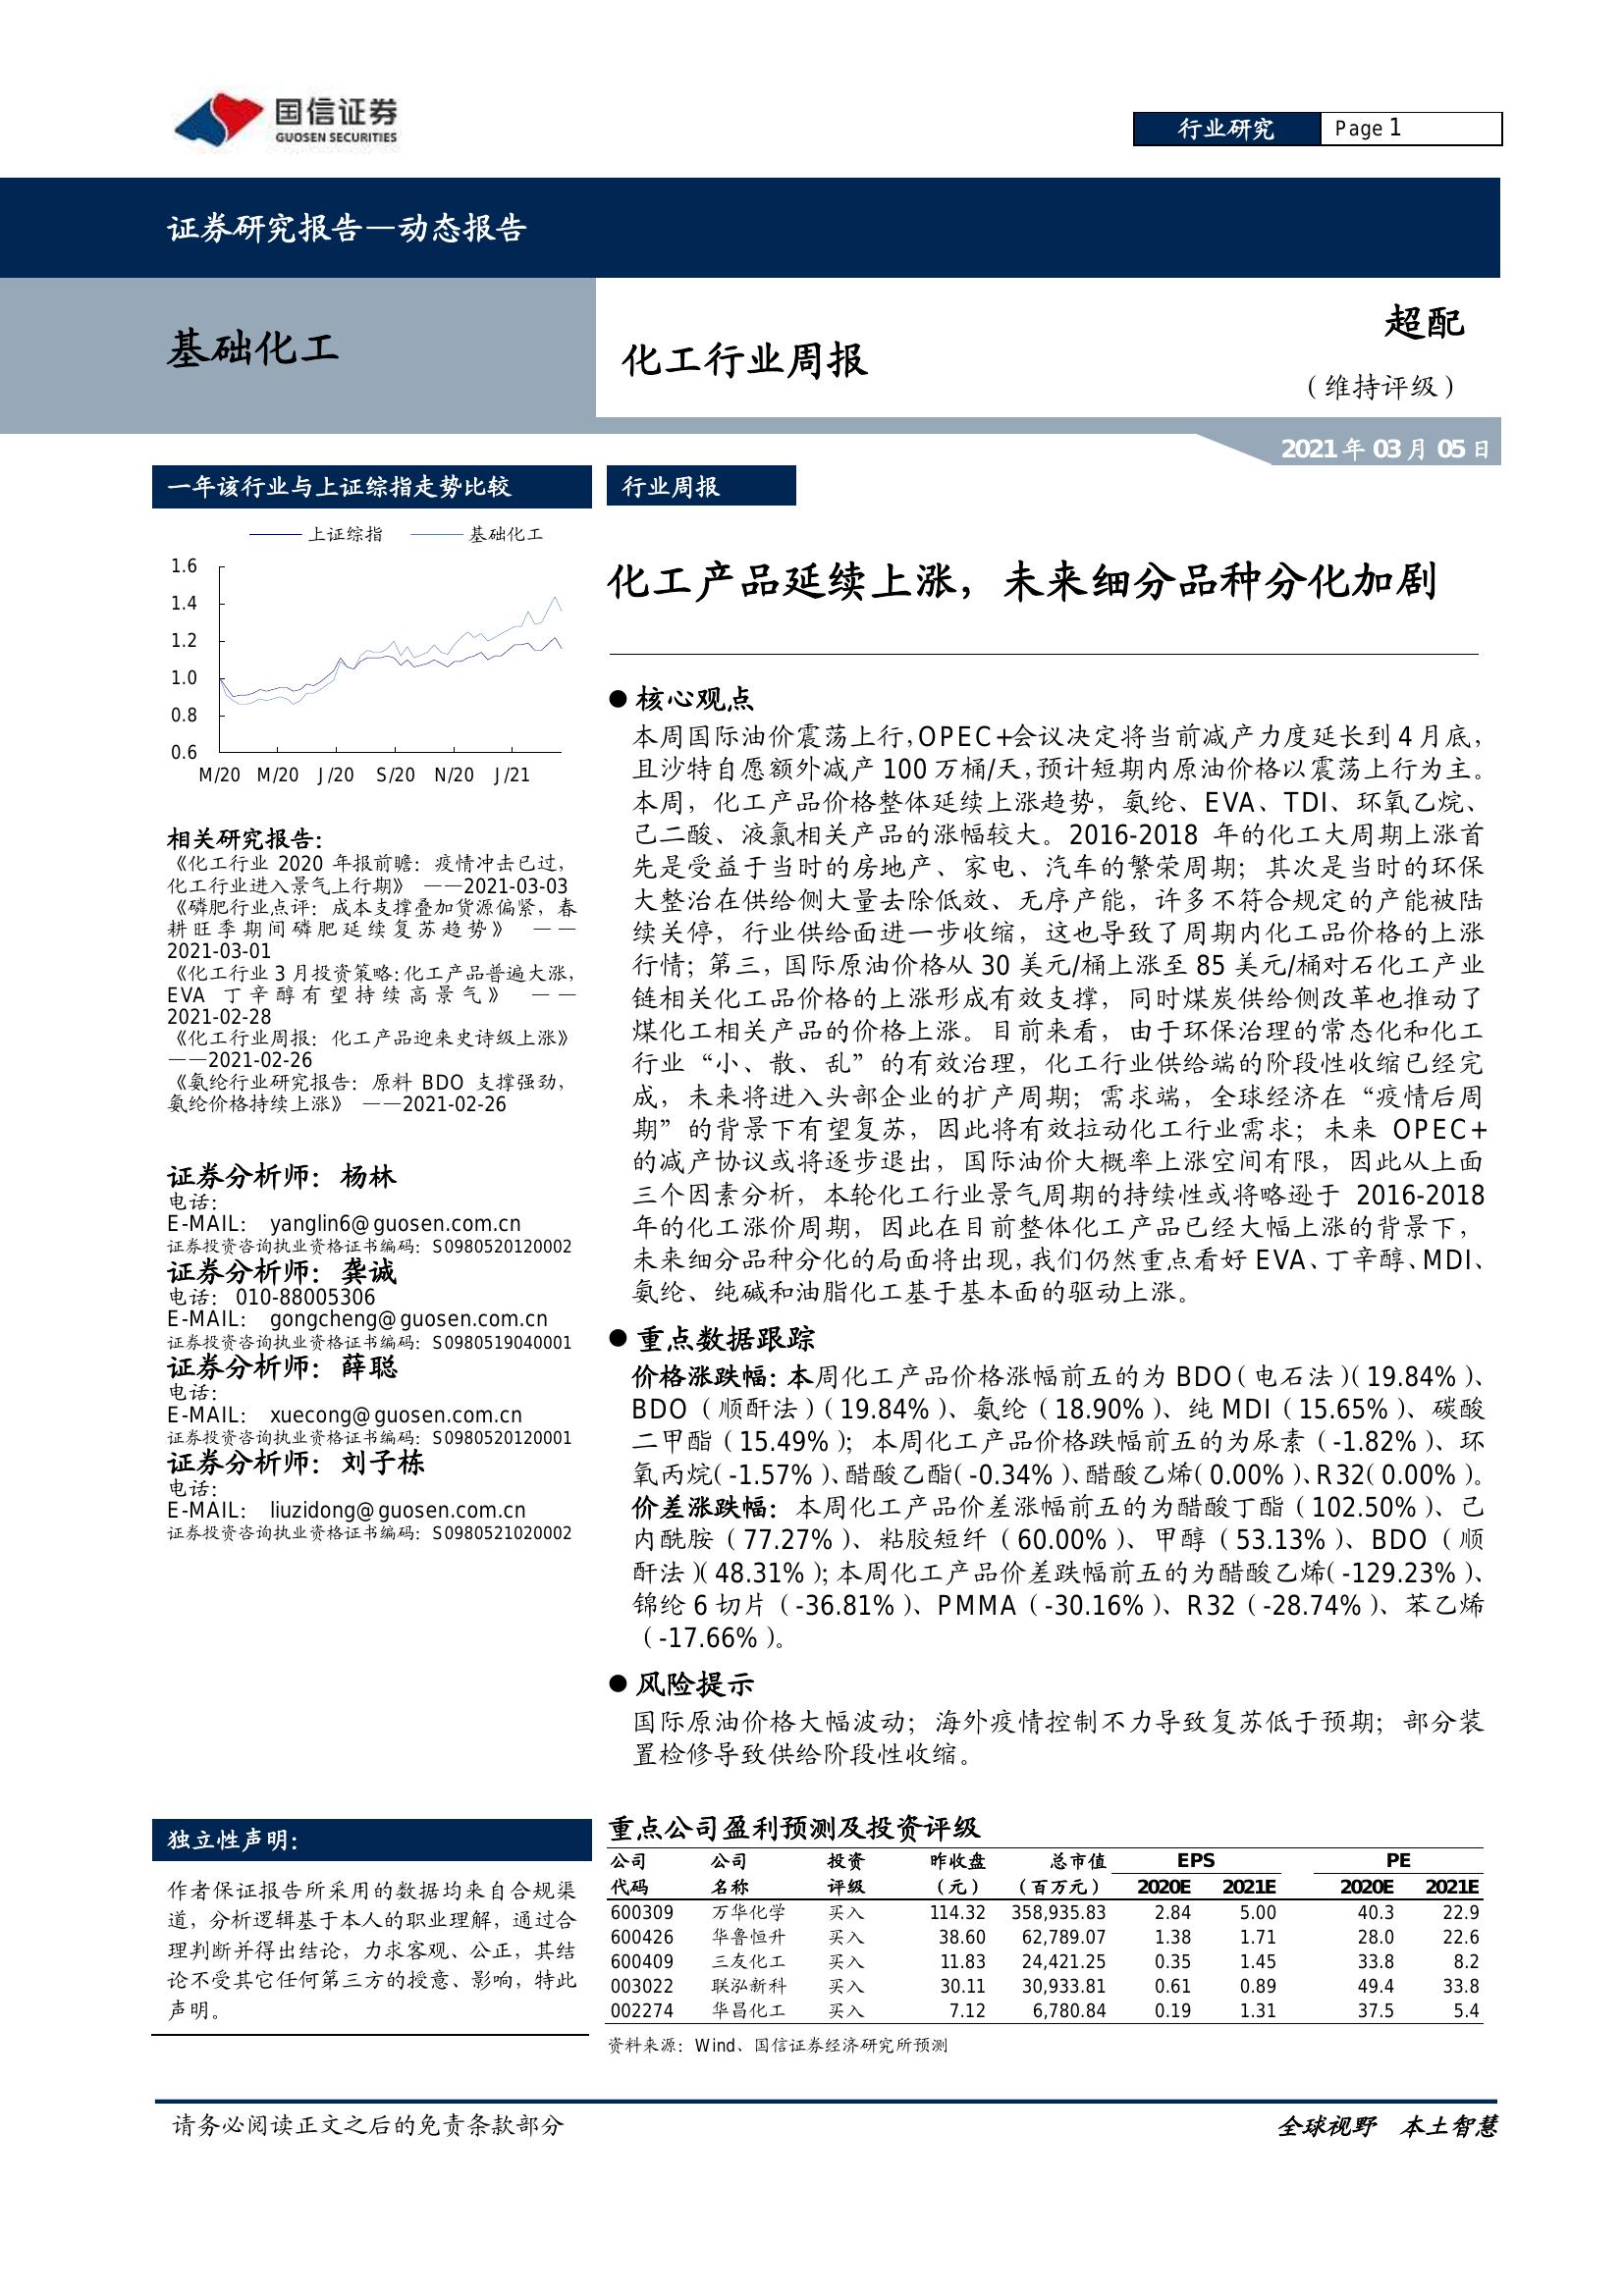 国信证券
GUOSEN SECURITIES
行业研究
Page 1
证券研究报告—动态报告
基础化工
化工行业周报
超配
（维持评级）
2021 年 03 月 05 日
一年该行业与上证综指走势比较
上证综指 基础化工
1.6
1.4
1.2
1.0
0.8
0.6
M/20 M/20 J/20 S/20 N/20 J/21
相关研究报告：
《化工行业 2020 年报前瞻：疫情冲击已过，
化工行业进入景气上行期》 ——2021-03-03
《磷肥行业点评：成本支撑叠加货源偏紧，春
耕旺季期间磷肥延续复苏趋势》 ——
2021-03-01
《化工行业 3 月投资策略：化工产品普遍大涨，
EVA 丁辛醇有望持续高景气》 ——
2021-02-28
《化工行业周报：化工产品迎来史诗级上涨》
——2021-02-26
《氨纶行业研究报告：原料 BDO 支撑强劲，
氨纶价格持续上涨》 ——2021-02-26
证券分析师：杨林
电话：
E-MAIL： yanglin6@guosen.com.cn
证券投资咨询执业资格证书编码：S0980520120002
证券分析师：龚诚
电话： 010-88005306
E-MAIL： gongcheng@guosen.com.cn
证券投资咨询执业资格证书编码：S0980519040001
证券分析师：薛聪
电话：
E-MAIL： xuecong@guosen.com.cn
证券投资咨询执业资格证书编码：S0980520120001
证券分析师：刘子栋
电话：
E-MAIL： liuzidong@guosen.com.cn
证券投资咨询执业资格证书编码：S0980521020002
独立性声明：
作者保证报告所采用的数据均来自合规渠
道，分析逻辑基于本人的职业理解，通过合
理判断并得出结论，力求客观、公正，其结
论不受其它任何第三方的授意、影响，特此
声明。
行业周报
化工产品延续上涨，未来细分品种分化加剧
● 核心观点
本周国际油价震荡上行，OPEC+会议决定将当前减产力度延长到 4 月底，
且沙特自愿额外减产 100 万桶/天，预计短期内原油价格以震荡上行为主。
本周，化工产品价格整体延续上涨趋势，氨纶、EVA、TDI、环氧乙烷、
己二酸、液氯相关产品的涨幅较大。2016-2018 年的化工大周期上涨首
先是受益于当时的房地产、家电、汽车的繁荣周期；其次是当时的环保
大整治在供给侧大量去除低效、无序产能，许多不符合规定的产能被陆
续关停，行业供给面进一步收缩，这也导致了周期内化工品价格的上涨
行情；第三，国际原油价格从 30 美元/桶上涨至 85 美元/桶对石化工产业
链相关化工品价格的上涨形成有效支撑，同时煤炭供给侧改革也推动了
煤化工相关产品的价格上涨。目前来看，由于环保治理的常态化和化工
行业“小、散、乱”的有效治理，化工行业供给端的阶段性收缩已经完
成，未来将进入头部企业的扩产周期；需求端，全球经济在“疫情后周
期”的背景下有望复苏，因此将有效拉动化工行业需求；未来 OPEC+
的减产协议或将逐步退出，国际油价大概率上涨空间有限，因此从上面
三个因素分析，本轮化工行业景气周期的持续性或将略逊于 2016-2018
年的化工涨价周期，因此在目前整体化工产品已经大幅上涨的背景下，
未来细分品种分化的局面将出现，我们仍然重点看好 EVA、丁辛醇、MDI、
氨纶、纯碱和油脂化工基于基本面的驱动上涨。
● 重点数据跟踪
价格涨跌幅：本周化工产品价格涨幅前五的为 BDO（电石法）（19.84%）、
BDO（顺酐法）（19.84%）、氨纶（18.90%）、纯 MDI（15.65%）、碳酸
二甲酯（15.49%）；本周化工产品价格跌幅前五的为尿素（-1.82%）、环
氧丙烷（-1.57%）、醋酸乙酯（-0.34%）、醋酸乙烯（0.00%）、R32（0.00%）。
价差涨跌幅：本周化工产品价差涨幅前五的为醋酸丁酯（102.50%）、己
内酰胺（77.27%）、粘胶短纤（60.00%）、甲醇（53.13%）、BDO（顺
酐法）（48.31%）；本周化工产品价差跌幅前五的为醋酸乙烯（-129.23%）、
锦纶 6 切片（-36.81%）、PMMA（-30.16%）、R32（-28.74%）、苯乙烯
（-17.66%）。
● 风险提示
国际原油价格大幅波动；海外疫情控制不力导致复苏低于预期；部分装
置检修导致供给阶段性收缩。
重点公司盈利预测及投资评级
公司 公司 投资 昨收盘 总市值 EPS PE
代码 名称 评级 （元） （百万元） 2020E 2021E 2020E 2021E
600309 万华化学 买入 114.32 358,935.83 2.84 5.00 40.3 22.9
600426 华鲁恒升 买入 38.60 62,789.07 1.38 1.71 28.0 22.6
600409 三友化工 买入 11.83 24,421.25 0.35 1.45 33.8 8.2
003022 联泓新科 买入 30.11 30,933.81 0.61 0.89 49.4 33.8
002274 华昌化工 买入 7.12 6,780.84 0.19 1.31 37.5 5.4
资料来源：Wind、国信证券经济研究所预测
请务必阅读正文之后的免责条款部分
全球视野 本土智慧